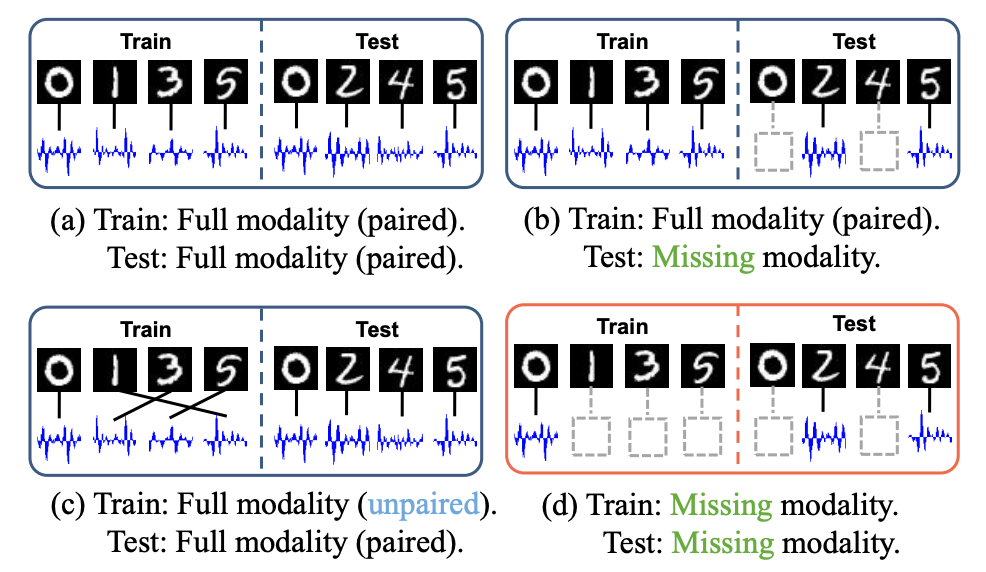 Train Test
0 1 3 5 0 2 4 5
(a) Train: Full modality (paired).
Test: Full modality (paired).
Train Test
0 1 3 5 0 2 4 5
(b) Train: Full modality (paired).
Test: Missing modality.
Train Test
0 1 3 5 0 2 4 5
(c) Train: Full modality (unpaired).
Test: Full modality (paired).
Train Test
0 1 3 5 0 2 4 5
(d) Train: Missing modality.
Test: Missing modality.